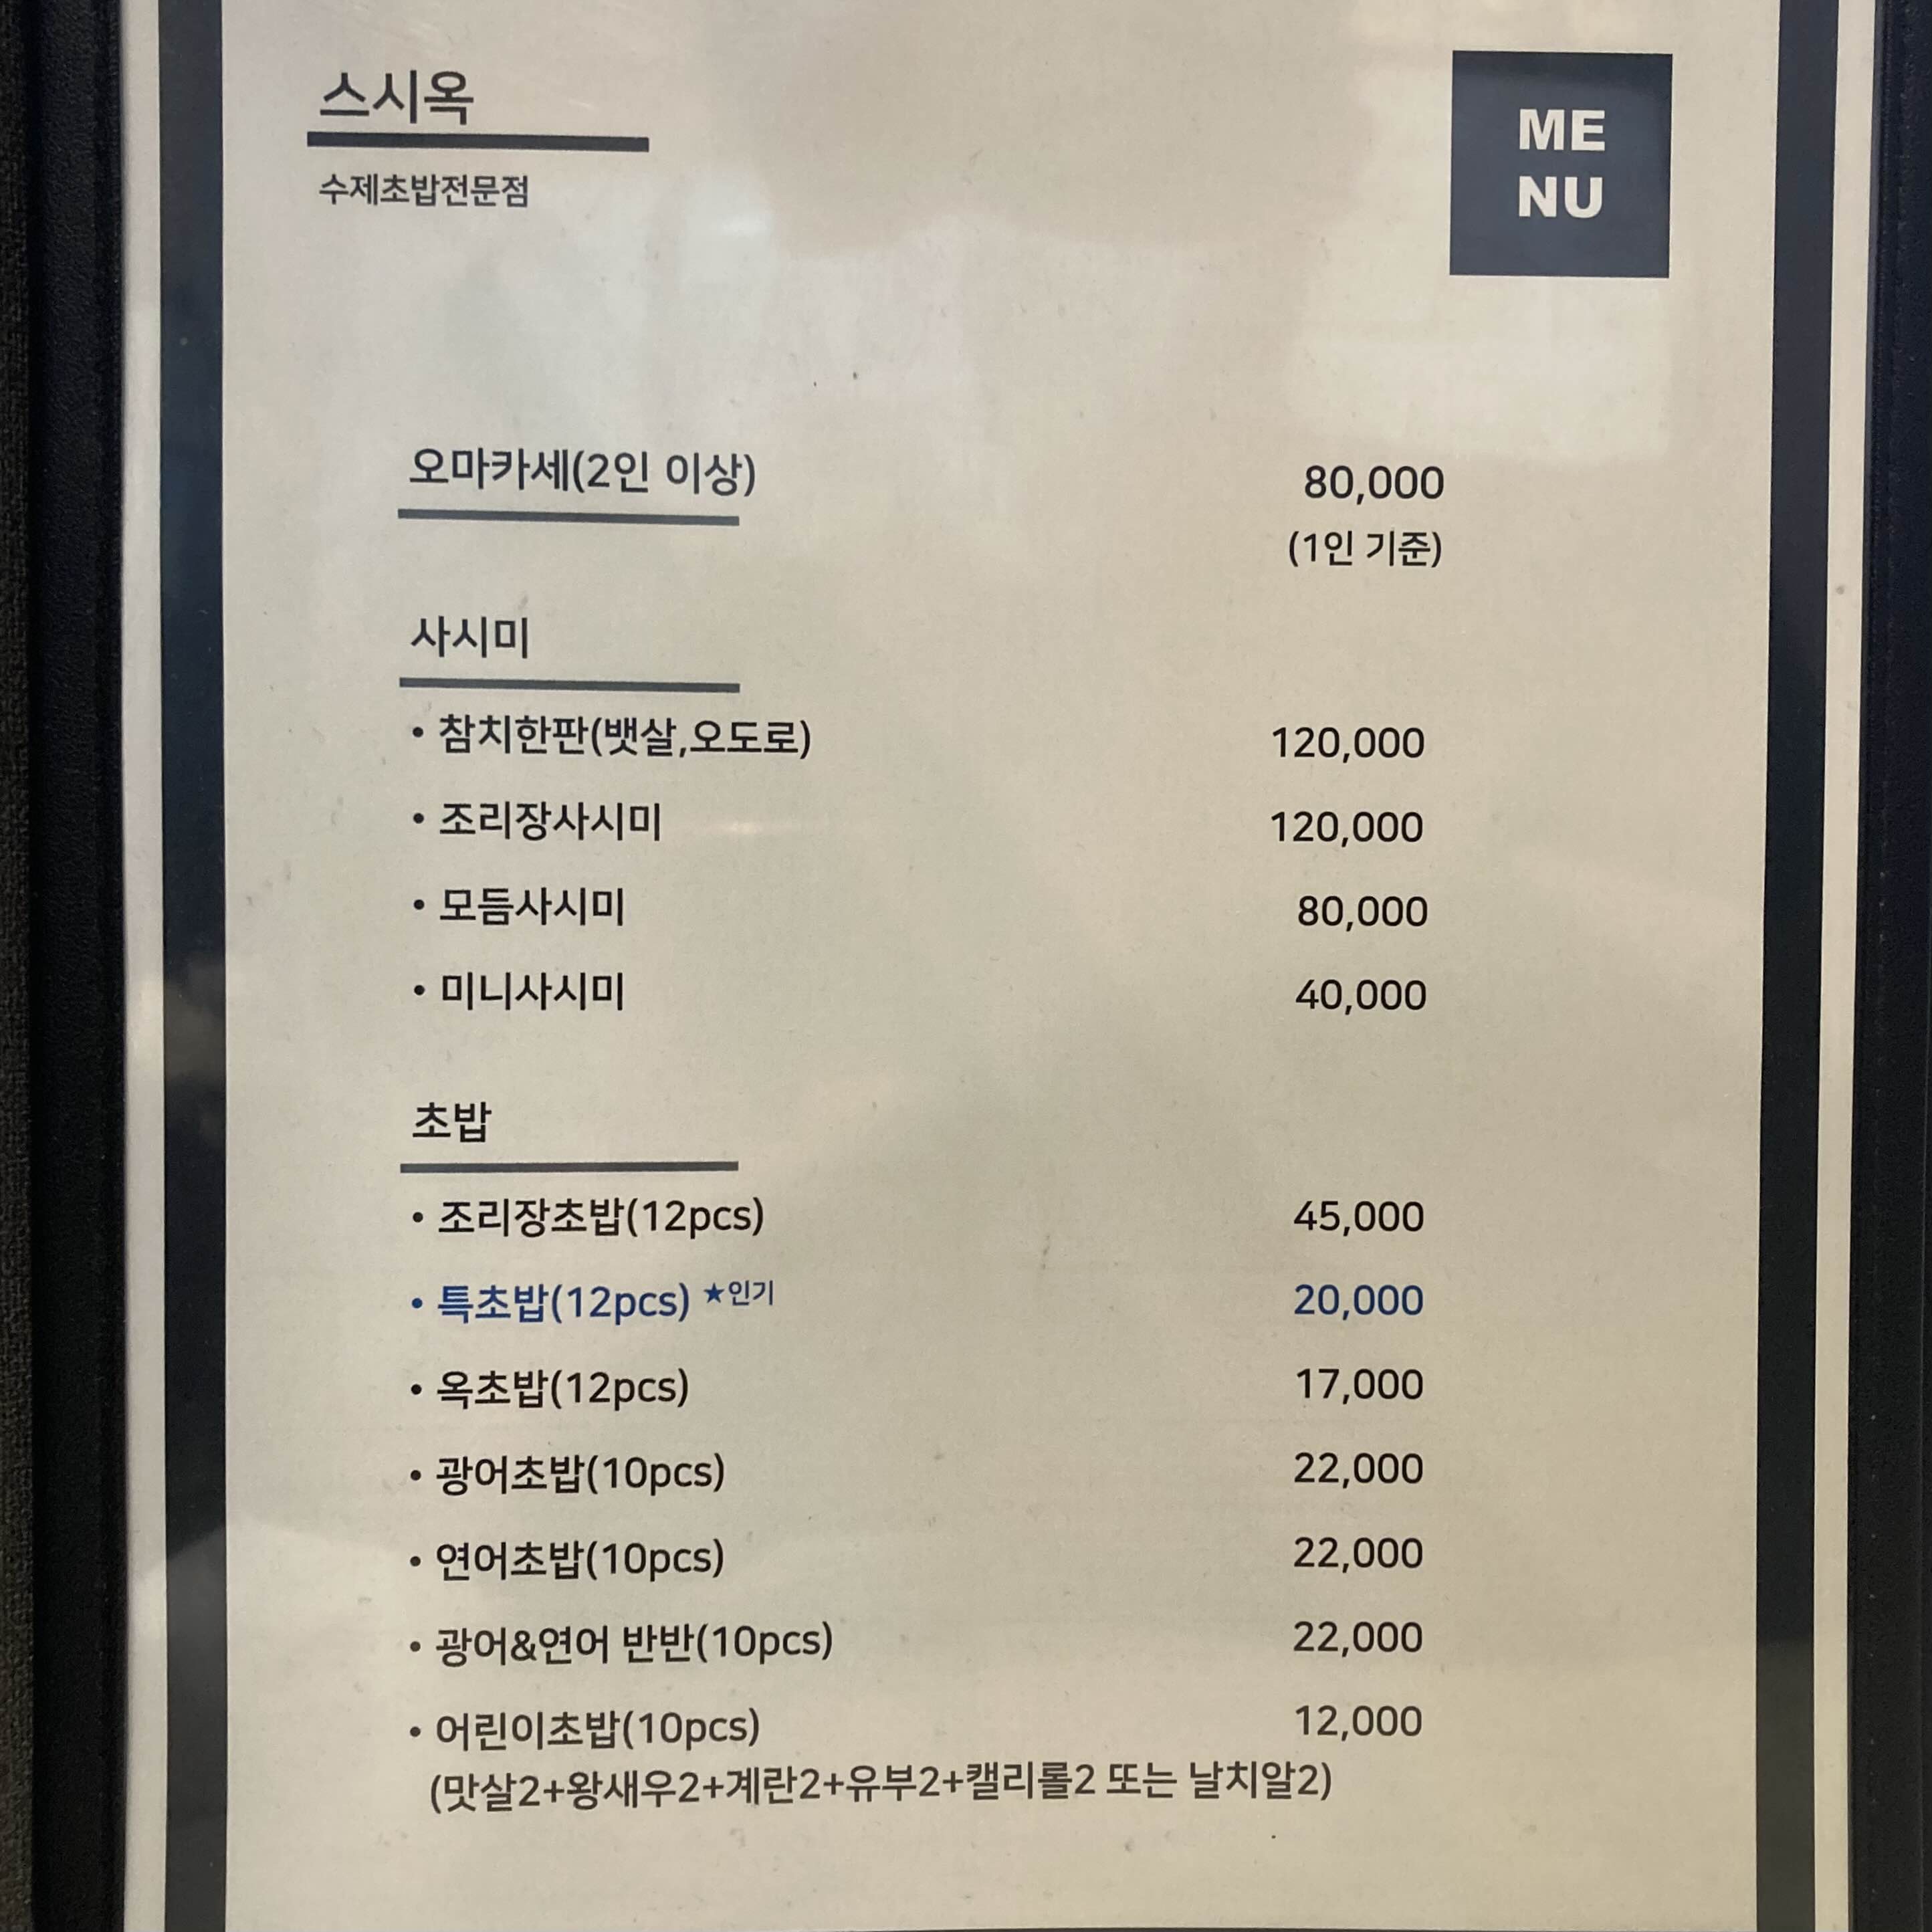 스시옥
수제초밥전문점
ME
NU
오마카세(2인 이상) 80,000
(1인 기준)
사시미
• 참치한판(뱃살,오도로) 120,000
• 조리장사시미 120,000
• 모듬사시미 80,000
• 미니사시미 40,000
초밥
• 조리장초밥(12pcs) 45,000
• 특초밥(12pcs) ★인기 20,000
• 옥초밥(12pcs) 17,000
• 광어초밥(10pcs) 22,000
• 연어초밥(10pcs) 22,000
• 광어&연어 반반(10pcs) 22,000
• 어린이초밥(10pcs) 12,000
(맛살2+왕새우2+계란2+유부2+캘리롤2 또는 날치알2)